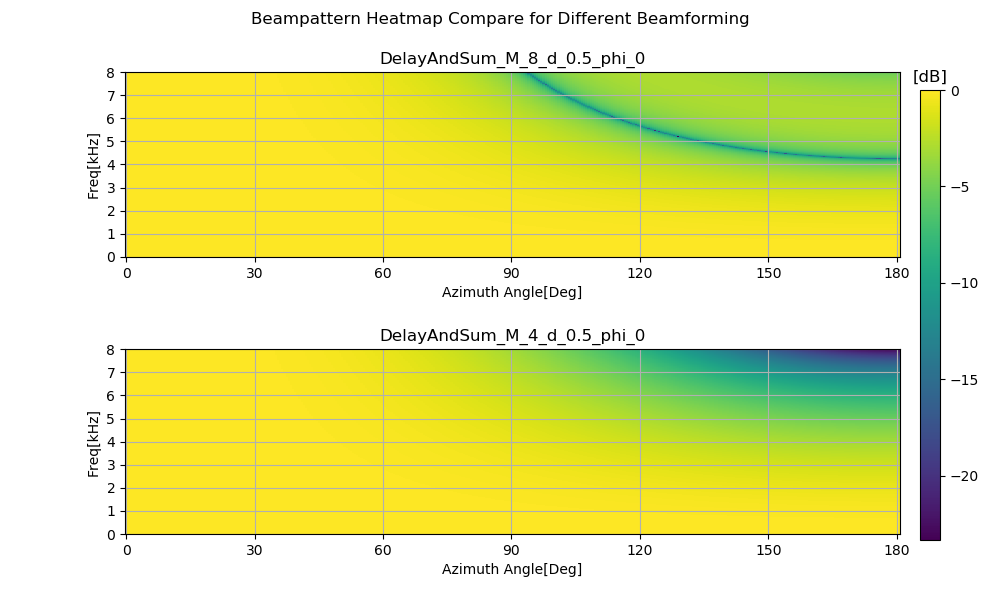 Beampattern Heatmap Compare for Different Beamforming
DelayAndSum_M_8_d_0.5_phi_0
[dB]
8
7
6
5
4
3
2
1
0
Freq[kHz]
0 30 60 90 120 150 180
Azimuth Angle[Deg]
0
−5
−10
−15
−20
DelayAndSum_M_4_d_0.5_phi_0
8
7
6
5
4
3
2
1
0
Freq[kHz]
0 30 60 90 120 150 180
Azimuth Angle[Deg]